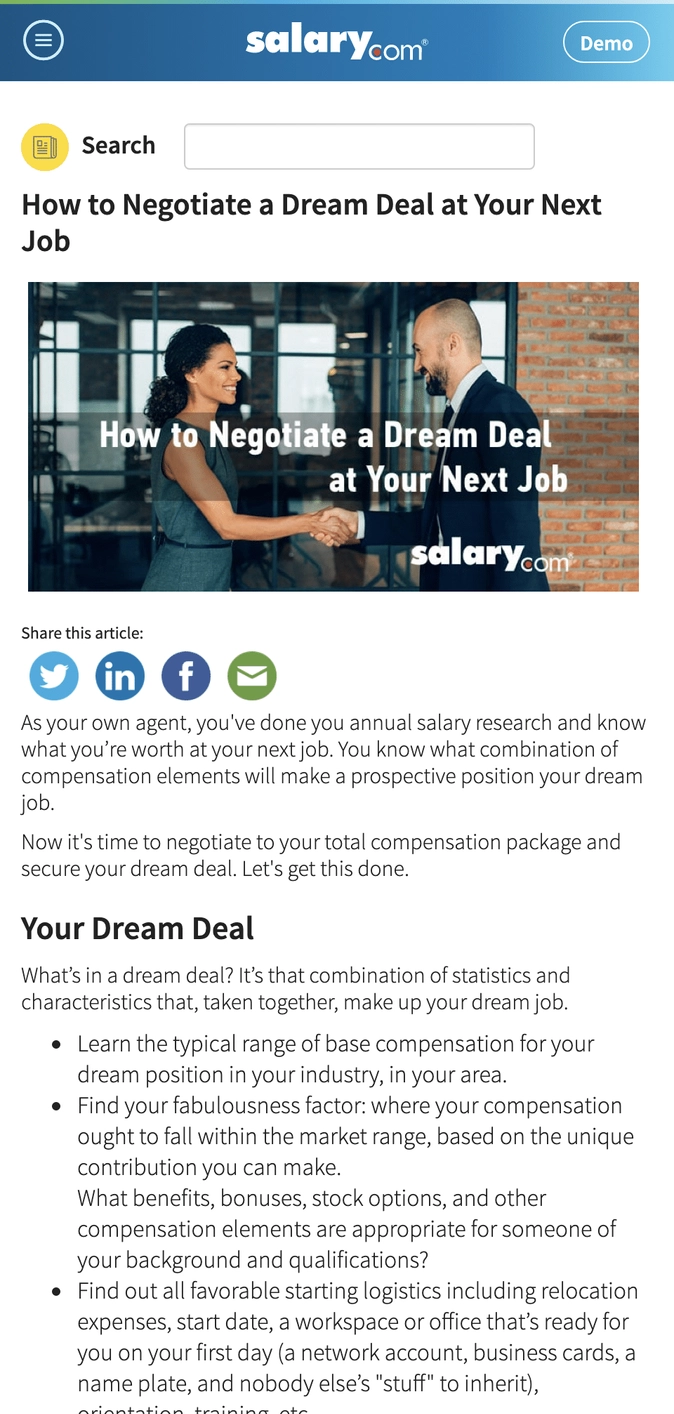 salary.com®
Demo
Search
How to Negotiate a Dream Deal at Your Next
Job
How to Negotiate a Dream Deal
at Your Next Job
salary.com
Share this article:
in
f
As your own agent, you've done you annual salary research and know
what you’re worth at your next job. You know what combination of
compensation elements will make a prospective position your dream
job.
Now it's time to negotiate to your total compensation package and
secure your dream deal. Let's get this done.
Your Dream Deal
What’s in a dream deal? It’s that combination of statistics and
characteristics that, taken together, make up your dream job.
• Learn the typical range of base compensation for your
dream position in your industry, in your area.
• Find your fabulousness factor: where your compensation
ought to fall within the market range, based on the unique
contribution you can make.
What benefits, bonuses, stock options, and other
compensation elements are appropriate for someone of
your background and qualifications?
• Find out all favorable starting logistics including relocation
expenses, start date, a workspace or office that’s ready for
you on your first day (a network account, business cards, a
name plate, and nobody else’s "stuff" to inherit),
orientation, training, etc.